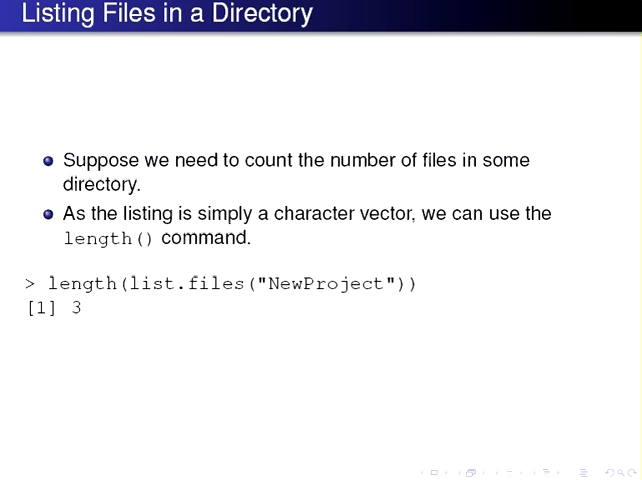 Listing Files in a Directory
Suppose we need to count the number of files in some
directory.
As the listing is simply a character vector, we can use the
length() command.
> length(list.files("NewProject"))
[1] 3